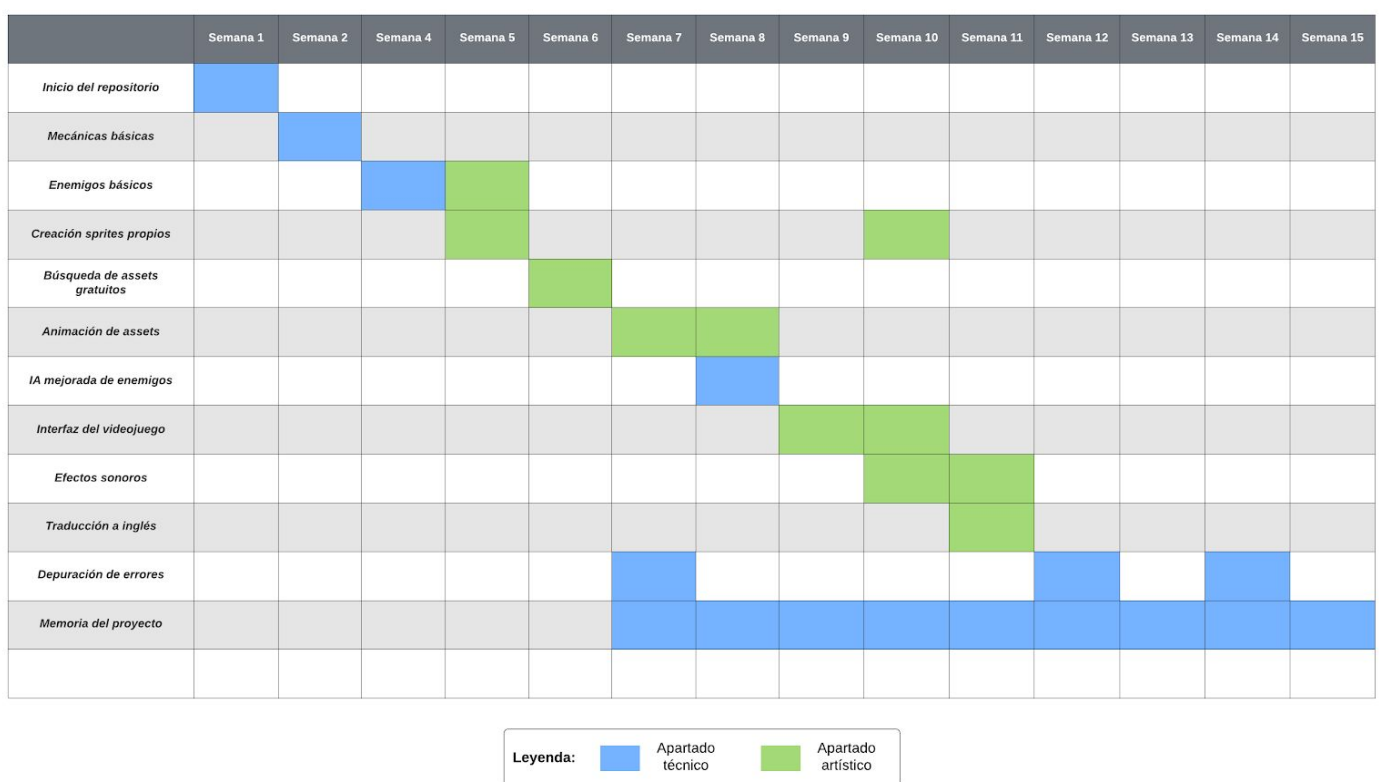 Semana 1 Semana 2 Semana 4 Semana 5 Semana 6 Semana 7 Semana 8 Semana 9 Semana 10 Semana 11 Semana 12 Semana 13 Semana 14 Semana 15
Inicio del repositorio
Mecánicas básicas
Enemigos básicos
Creación sprites propios
Búsqueda de assets
gratuitos
Animación de assets
IA mejorada de enemigos
Interfaz del videojuego
Efectos sonoros
Traducción a inglés
Depuración de errores
Memoria del proyecto
Leyenda:
Apartado
técnico
Apartado
artístico